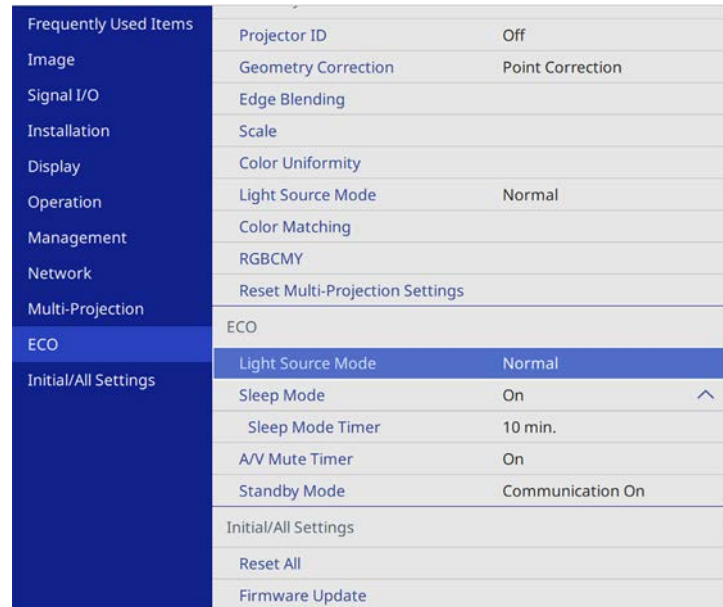 Frequently Used Items
Image
Signal I/O
Installation
Display
Operation
Management
Network
Multi-Projection
ECO
Initial/All Settings
Projector ID Off
Geometry Correction Point Correction
Edge Blending
Scale
Color Uniformity
Light Source Mode Normal
Color Matching
RGBCMY
Reset Multi-Projection Settings
ECO
Light Source Mode Normal
Sleep Mode On
Sleep Mode Timer 10 min.
A/V Mute Timer On
Standby Mode Communication On
Initial/All Settings
Reset All
Firmware Update